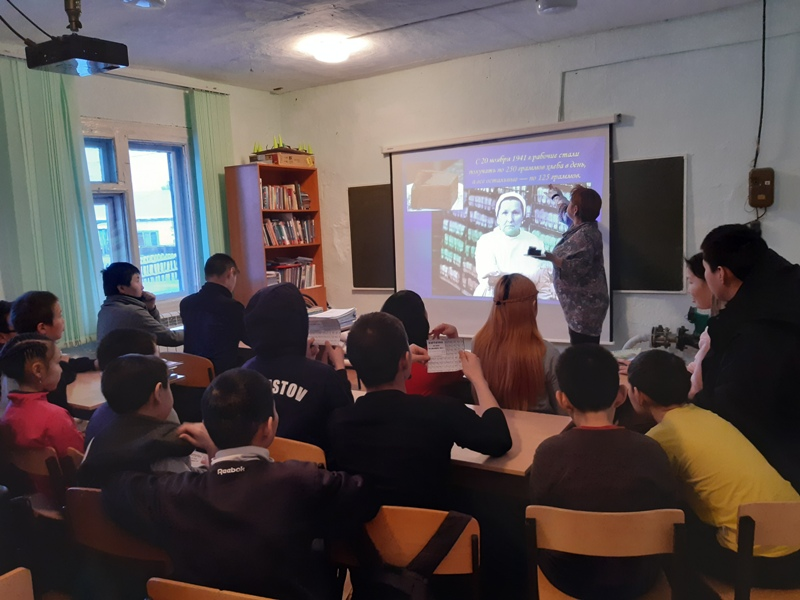 С 20 ноября 1941 г рабочие стали
получать по 250 граммов хлеба в день,
а все остальные — по 125 граммов.
STOV
Reebok